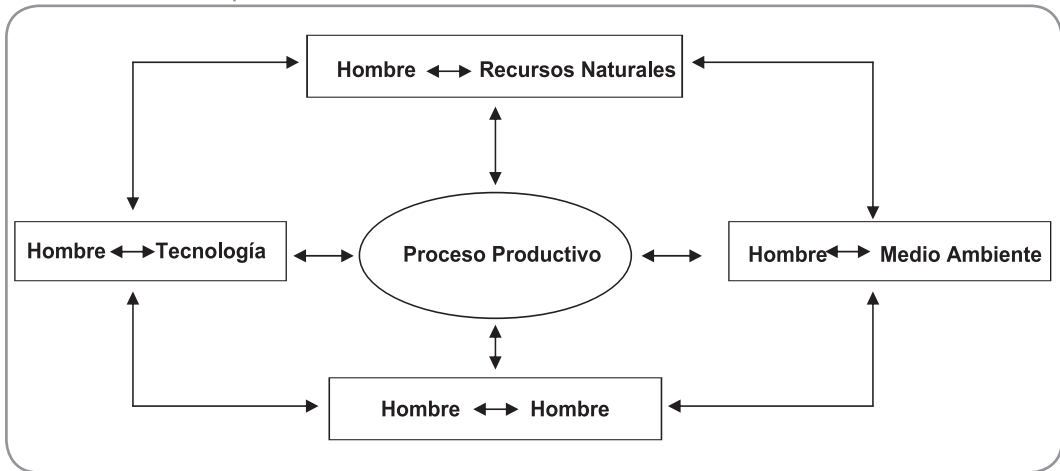 Hombre Recursos Naturales
Hombre Tecnología
Proceso Productivo
Hombre Medio Ambiente
Hombre Hombre